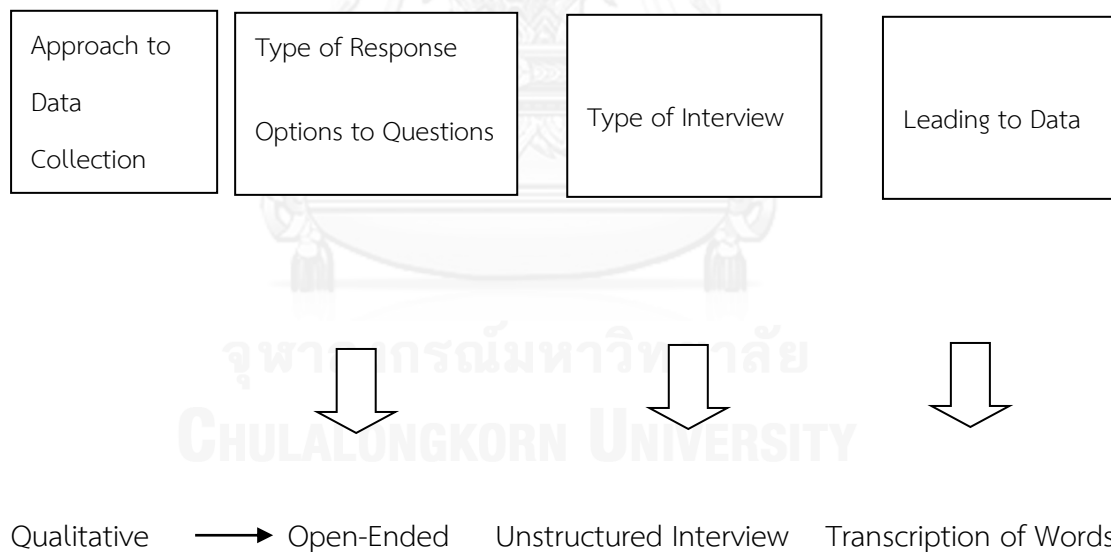 Approach to
Data
Collection
Type of Response
Options to Questions
Type of Interview
Leading to Data
จุฬาลงกรณ์มหาวิทยาลัย
CHULALONGKORN UNIVERSITY
Qualitative Open-Ended Unstructured Interview Transcription of Words